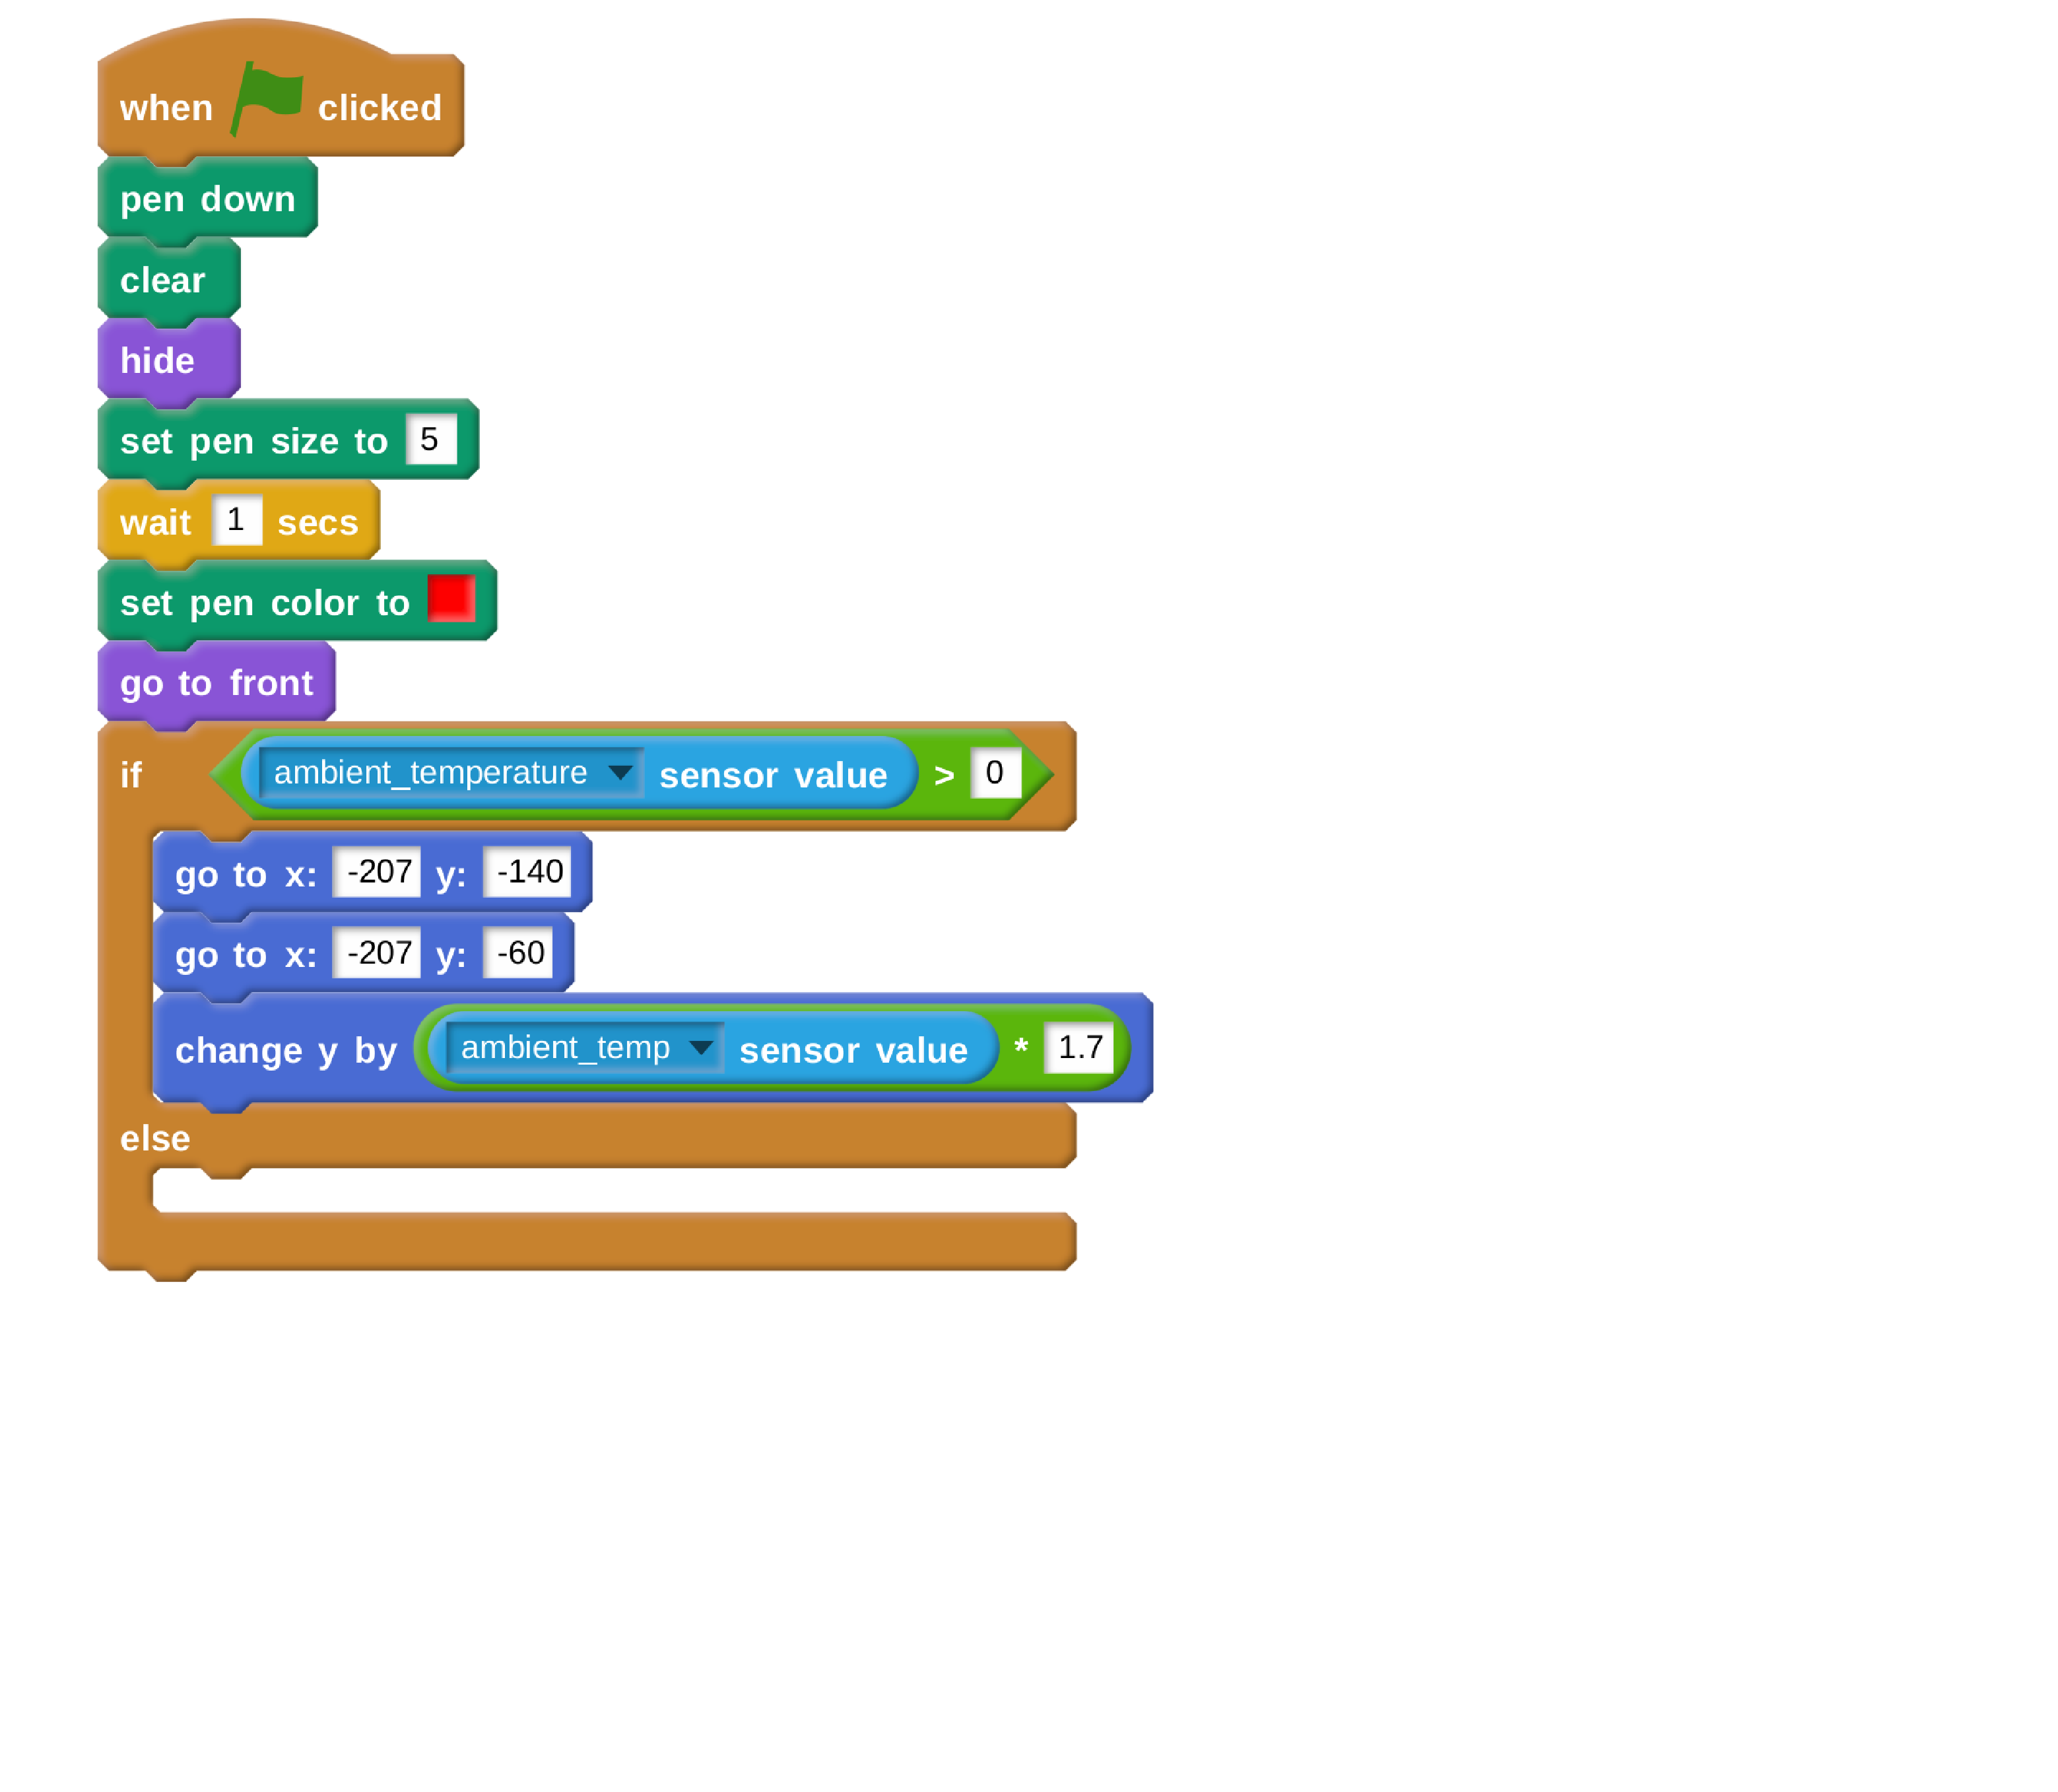 when clicked
pen down
clear
hide
set pen size to 5
wait 1 secs
set pen color to
go to front
if ambient_temperature sensor value > 0
go to x: -207 y: -140
go to x: -207 y: -60
change y by ambient_temp sensor value * 1.7
else